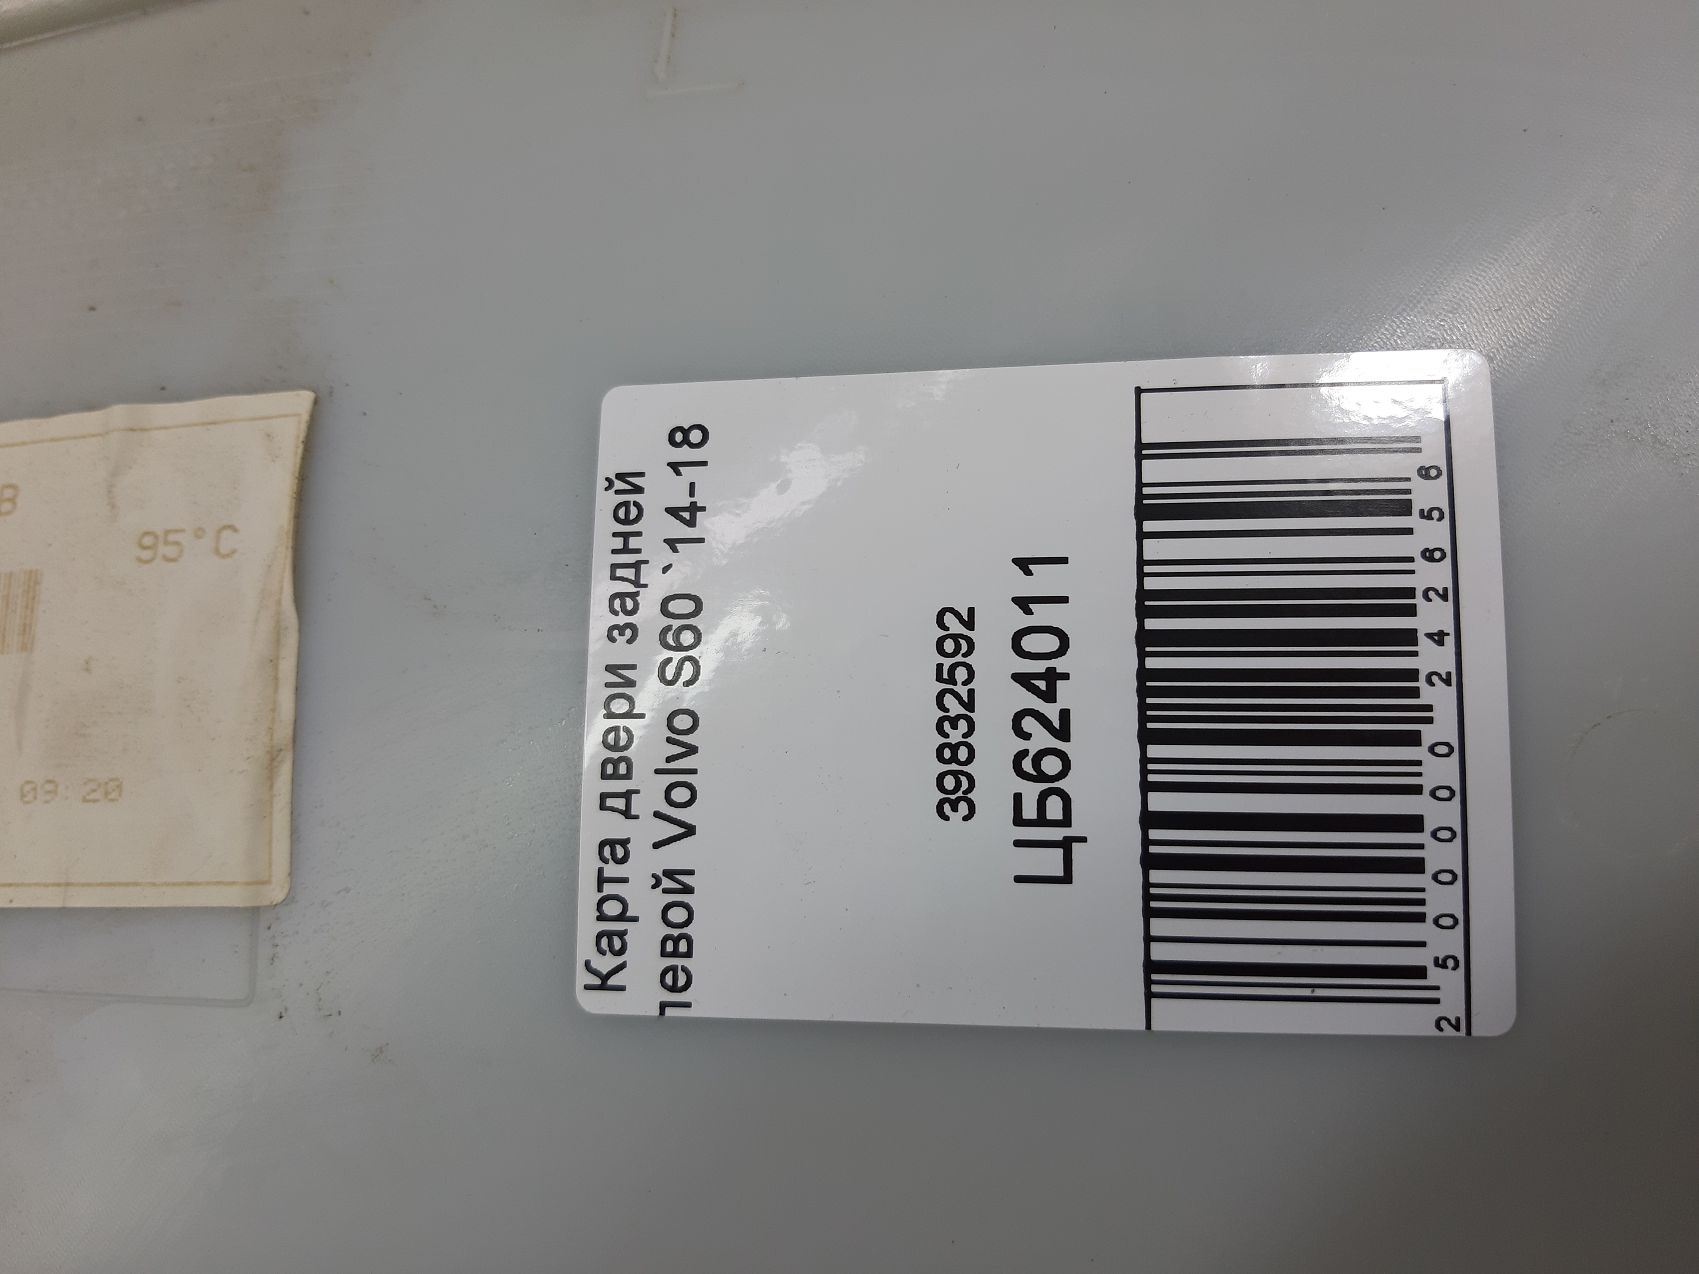 Карта двери задней
левой Volvo S60 `14-18
39832592
ЦБ624011
2 5 0 0 0 0 0 2 4 2 6 5 6
B
95°C
09:20